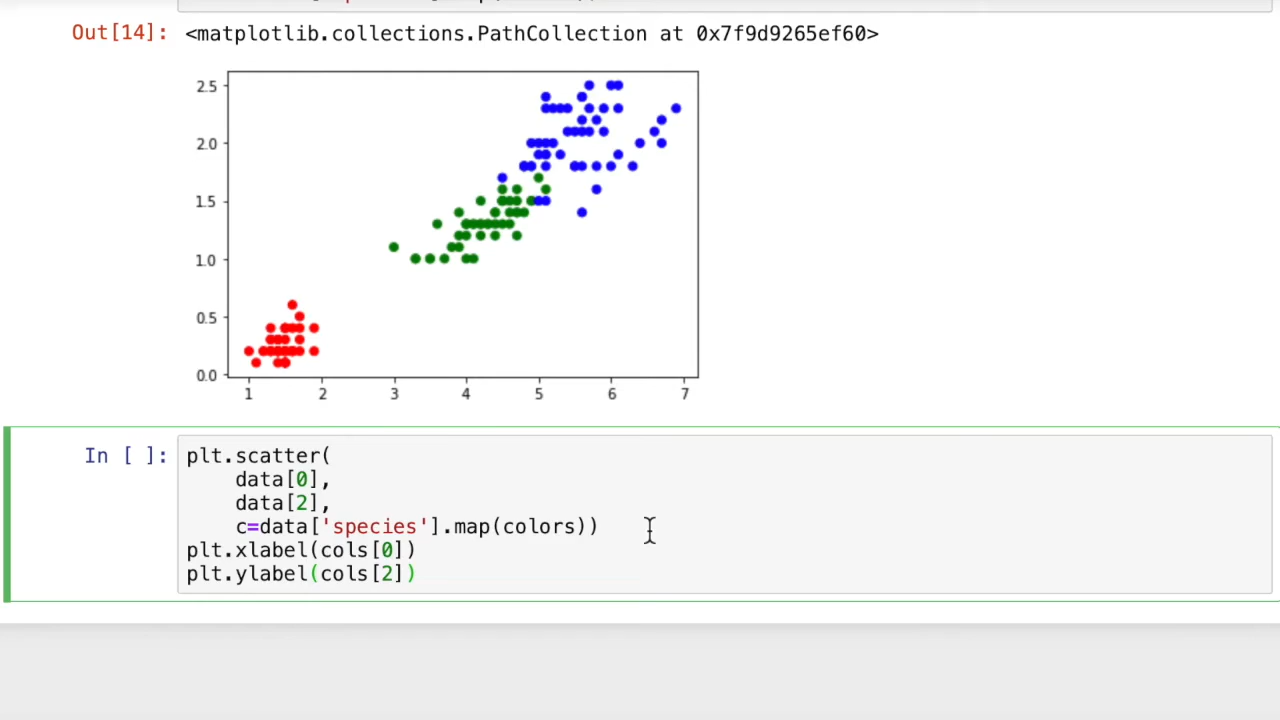 Out[14]: <matplotlib.collections.PathCollection at 0x7f9d9265ef60>
2.5
2.0
1.5
1.0
0.5
0.0
1 2 3 4 5 6 7
In [ ]: plt.scatter(
data[0],
data[2],
c=data['species'].map(colors))
plt.xlabel(cols[0])
plt.ylabel(cols[2])